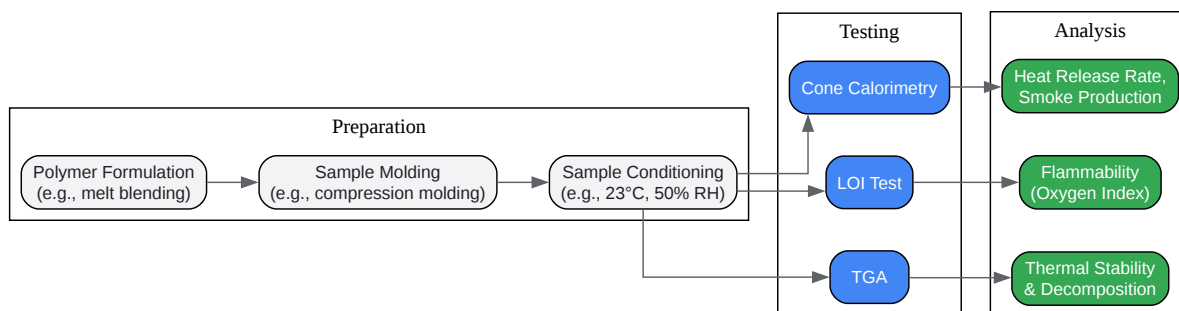 Preparation
Polymer Formulation
(e.g., melt blending)
Sample Molding
(e.g., compression molding)
Sample Conditioning
(e.g., 23°C, 50% RH)
Testing
Cone Calorimetry
LOI Test
TGA
Analysis
Heat Release Rate,
Smoke Production
Flammability
(Oxygen Index)
Thermal Stability
& Decomposition